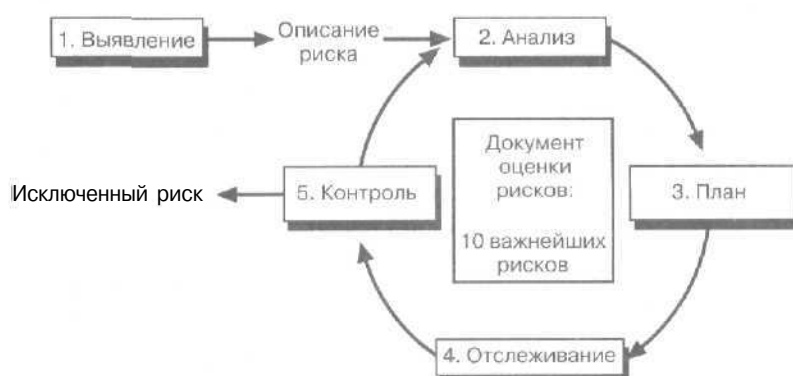 1. Выявление
Описание
риска
2. Анализ
Документ
оценки
рисков:
10 важнейших
рисков
Исключенный риск
5. Контроль
3. План
4. Отслеживание